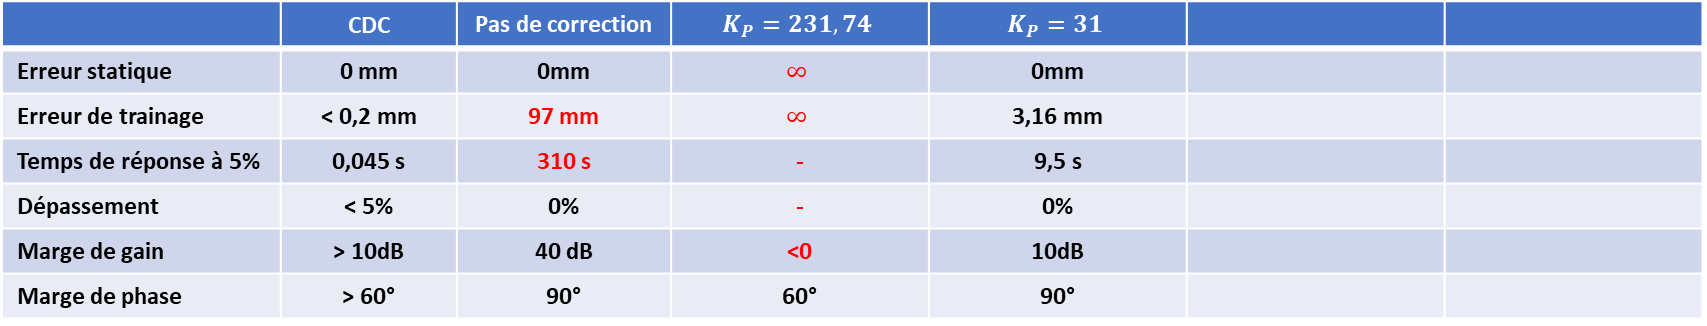 CDC Pas de correction K_P = 231,74 K_P = 31
Erreur statique 0 mm 0mm ∞ 0mm
Erreur de trainage < 0,2 mm 97 mm ∞ 3,16 mm
Temps de réponse à 5% 0,045 s 310 s - 9,5 s
Dépassement < 5% 0% - 0%
Marge de gain > 10dB 40 dB <0 10dB
Marge de phase > 60° 90° 60° 90°